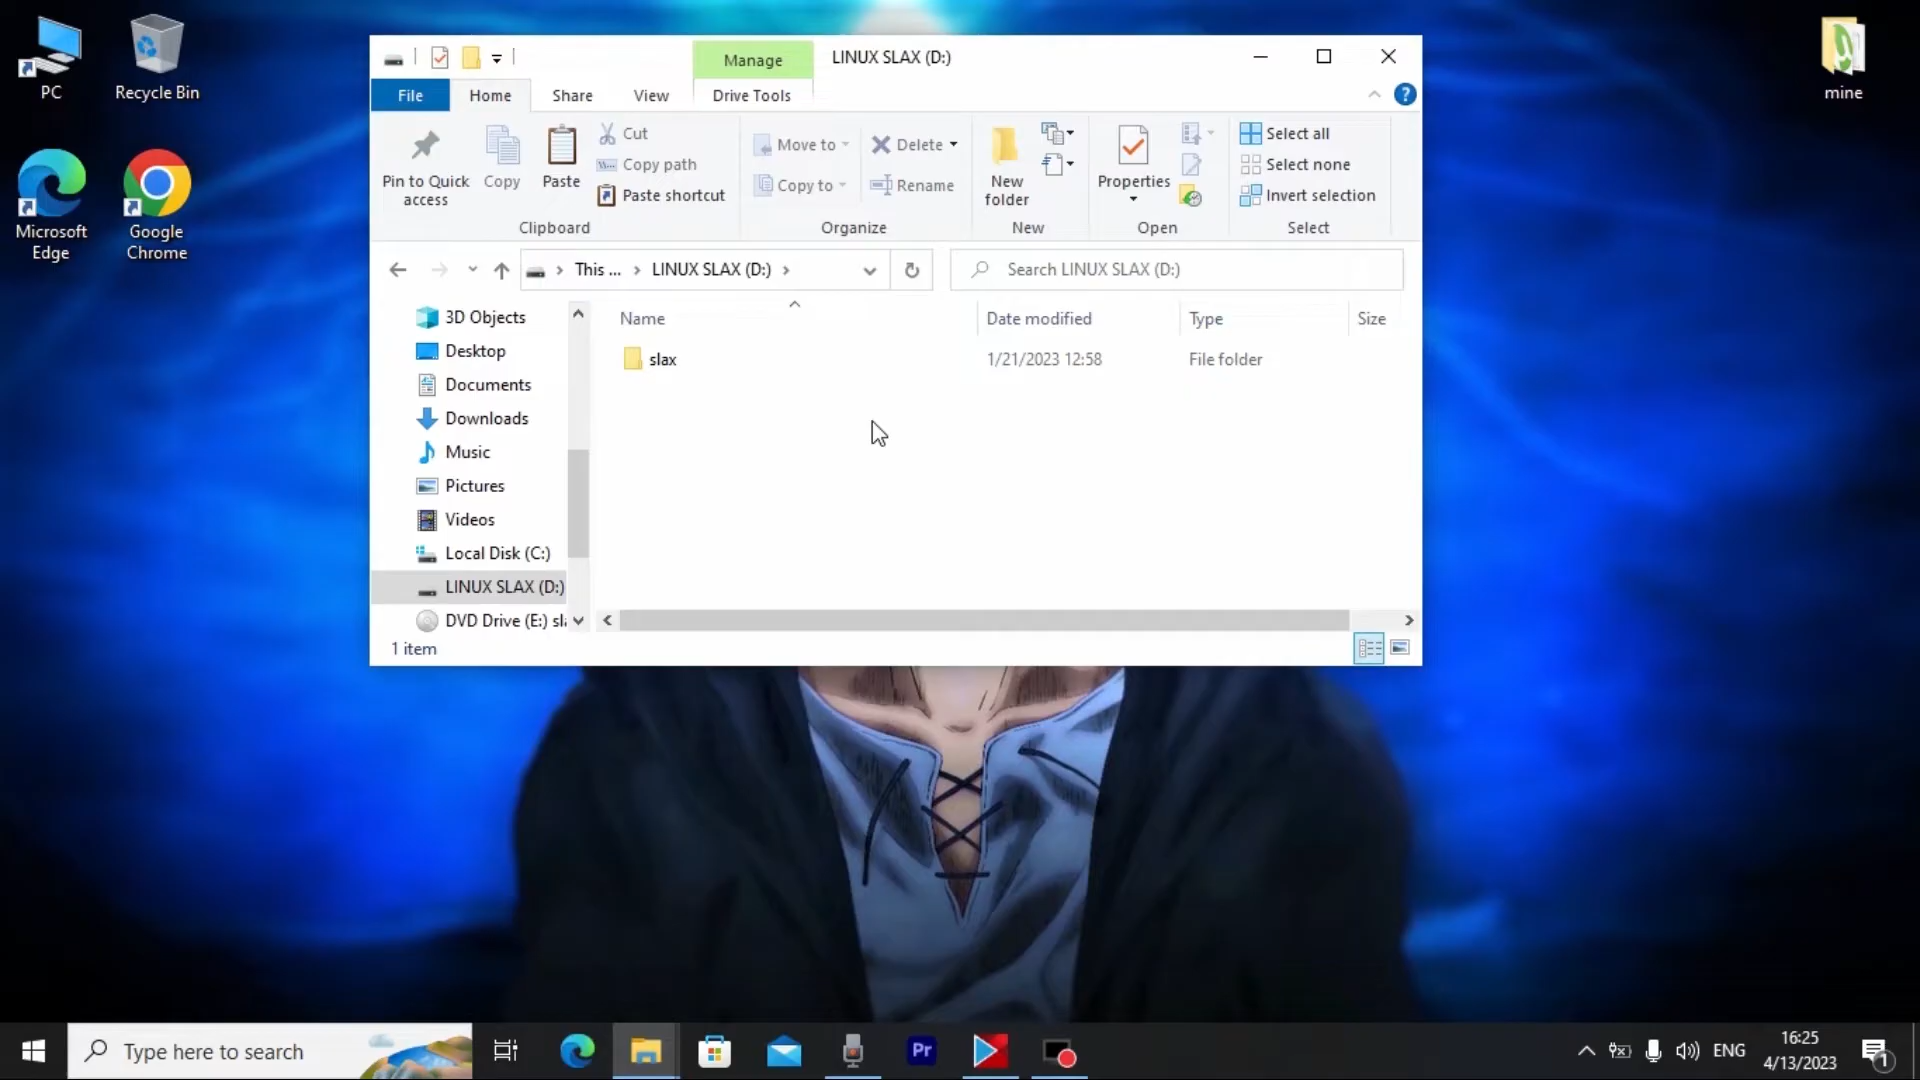 PC
Recycle Bin
Microsoft
Edge
Google
Chrome
mine
Manage
LINUX SLAX (D:)
File
Home
Share
View
Drive Tools
?
Pin to Quick
access
Copy
Paste
Cut
Copy path
Paste shortcut
Clipboard
Move to
Copy to
Delete
Rename
Organize
New
folder
New
Properties
Open
Select all
Select none
Invert selection
Select
This ...
LINUX SLAX (D:)
Search LINUX SLAX (D:)
3D Objects
Desktop
Documents
Downloads
Music
Pictures
Videos
Local Disk (C:)
LINUX SLAX (D:)
DVD Drive (E:) sla
Name
Date modified
Type
Size
slax
1/21/2023 12:58
File folder
1 item
Type here to search
Pr
ENG
16:25
4/13/2023
1